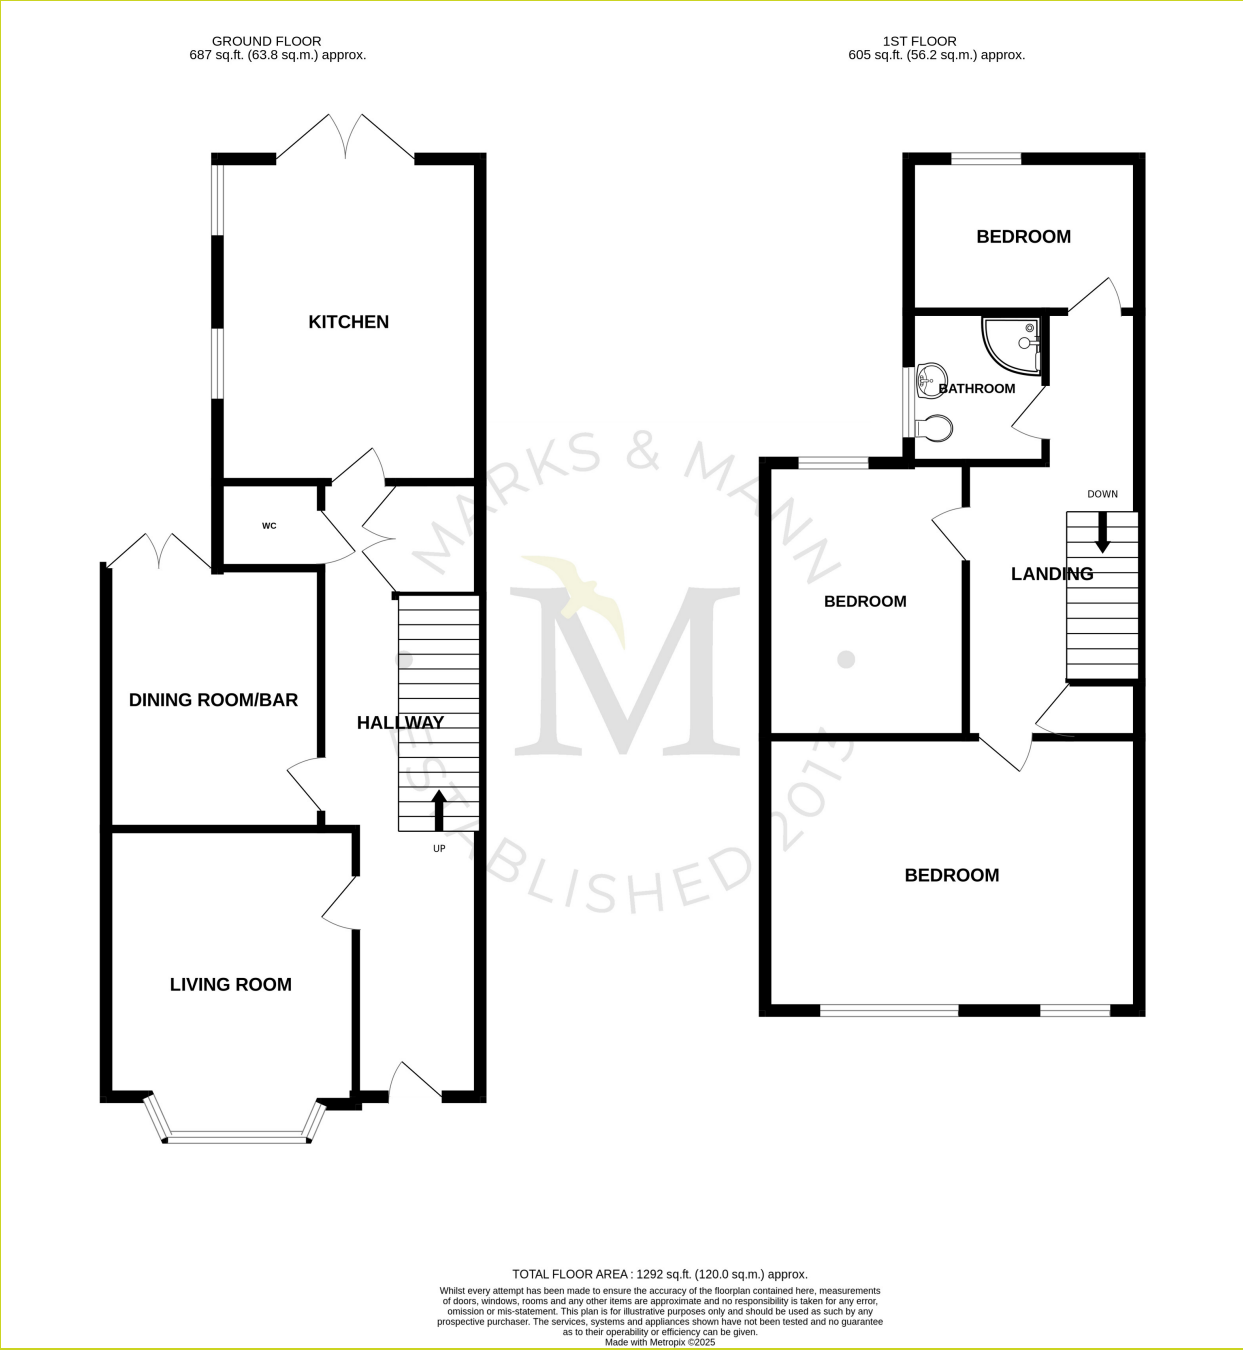 GROUND FLOOR
687 sq.ft. (63.8 sq.m.) approx.
1ST FLOOR
605 sq.ft. (56.2 sq.m.) approx.
BEDROOM
KITCHEN
BATHROOM
MARKS & MANN
DOWN
WC
LANDING
BEDROOM
M
DINING ROOM/BAR
HALLWAY
UP
ESTABLISHED 2013
BEDROOM
LIVING ROOM
TOTAL FLOOR AREA : 1292 sq.ft. (120.0 sq.m.) approx.
Whilst every attempt has been made to ensure the accuracy of the floorplan contained here, measurements
of doors, windows, rooms and any other items are approximate and no responsibility is taken for any error,
omission or mis-statement. This plan is for illustrative purposes only and should be used as such by any
prospective purchaser. The services, systems and appliances shown have not been tested and no guarantee
as to their operability or efficiency can be given.
Made with Metropix ©2025